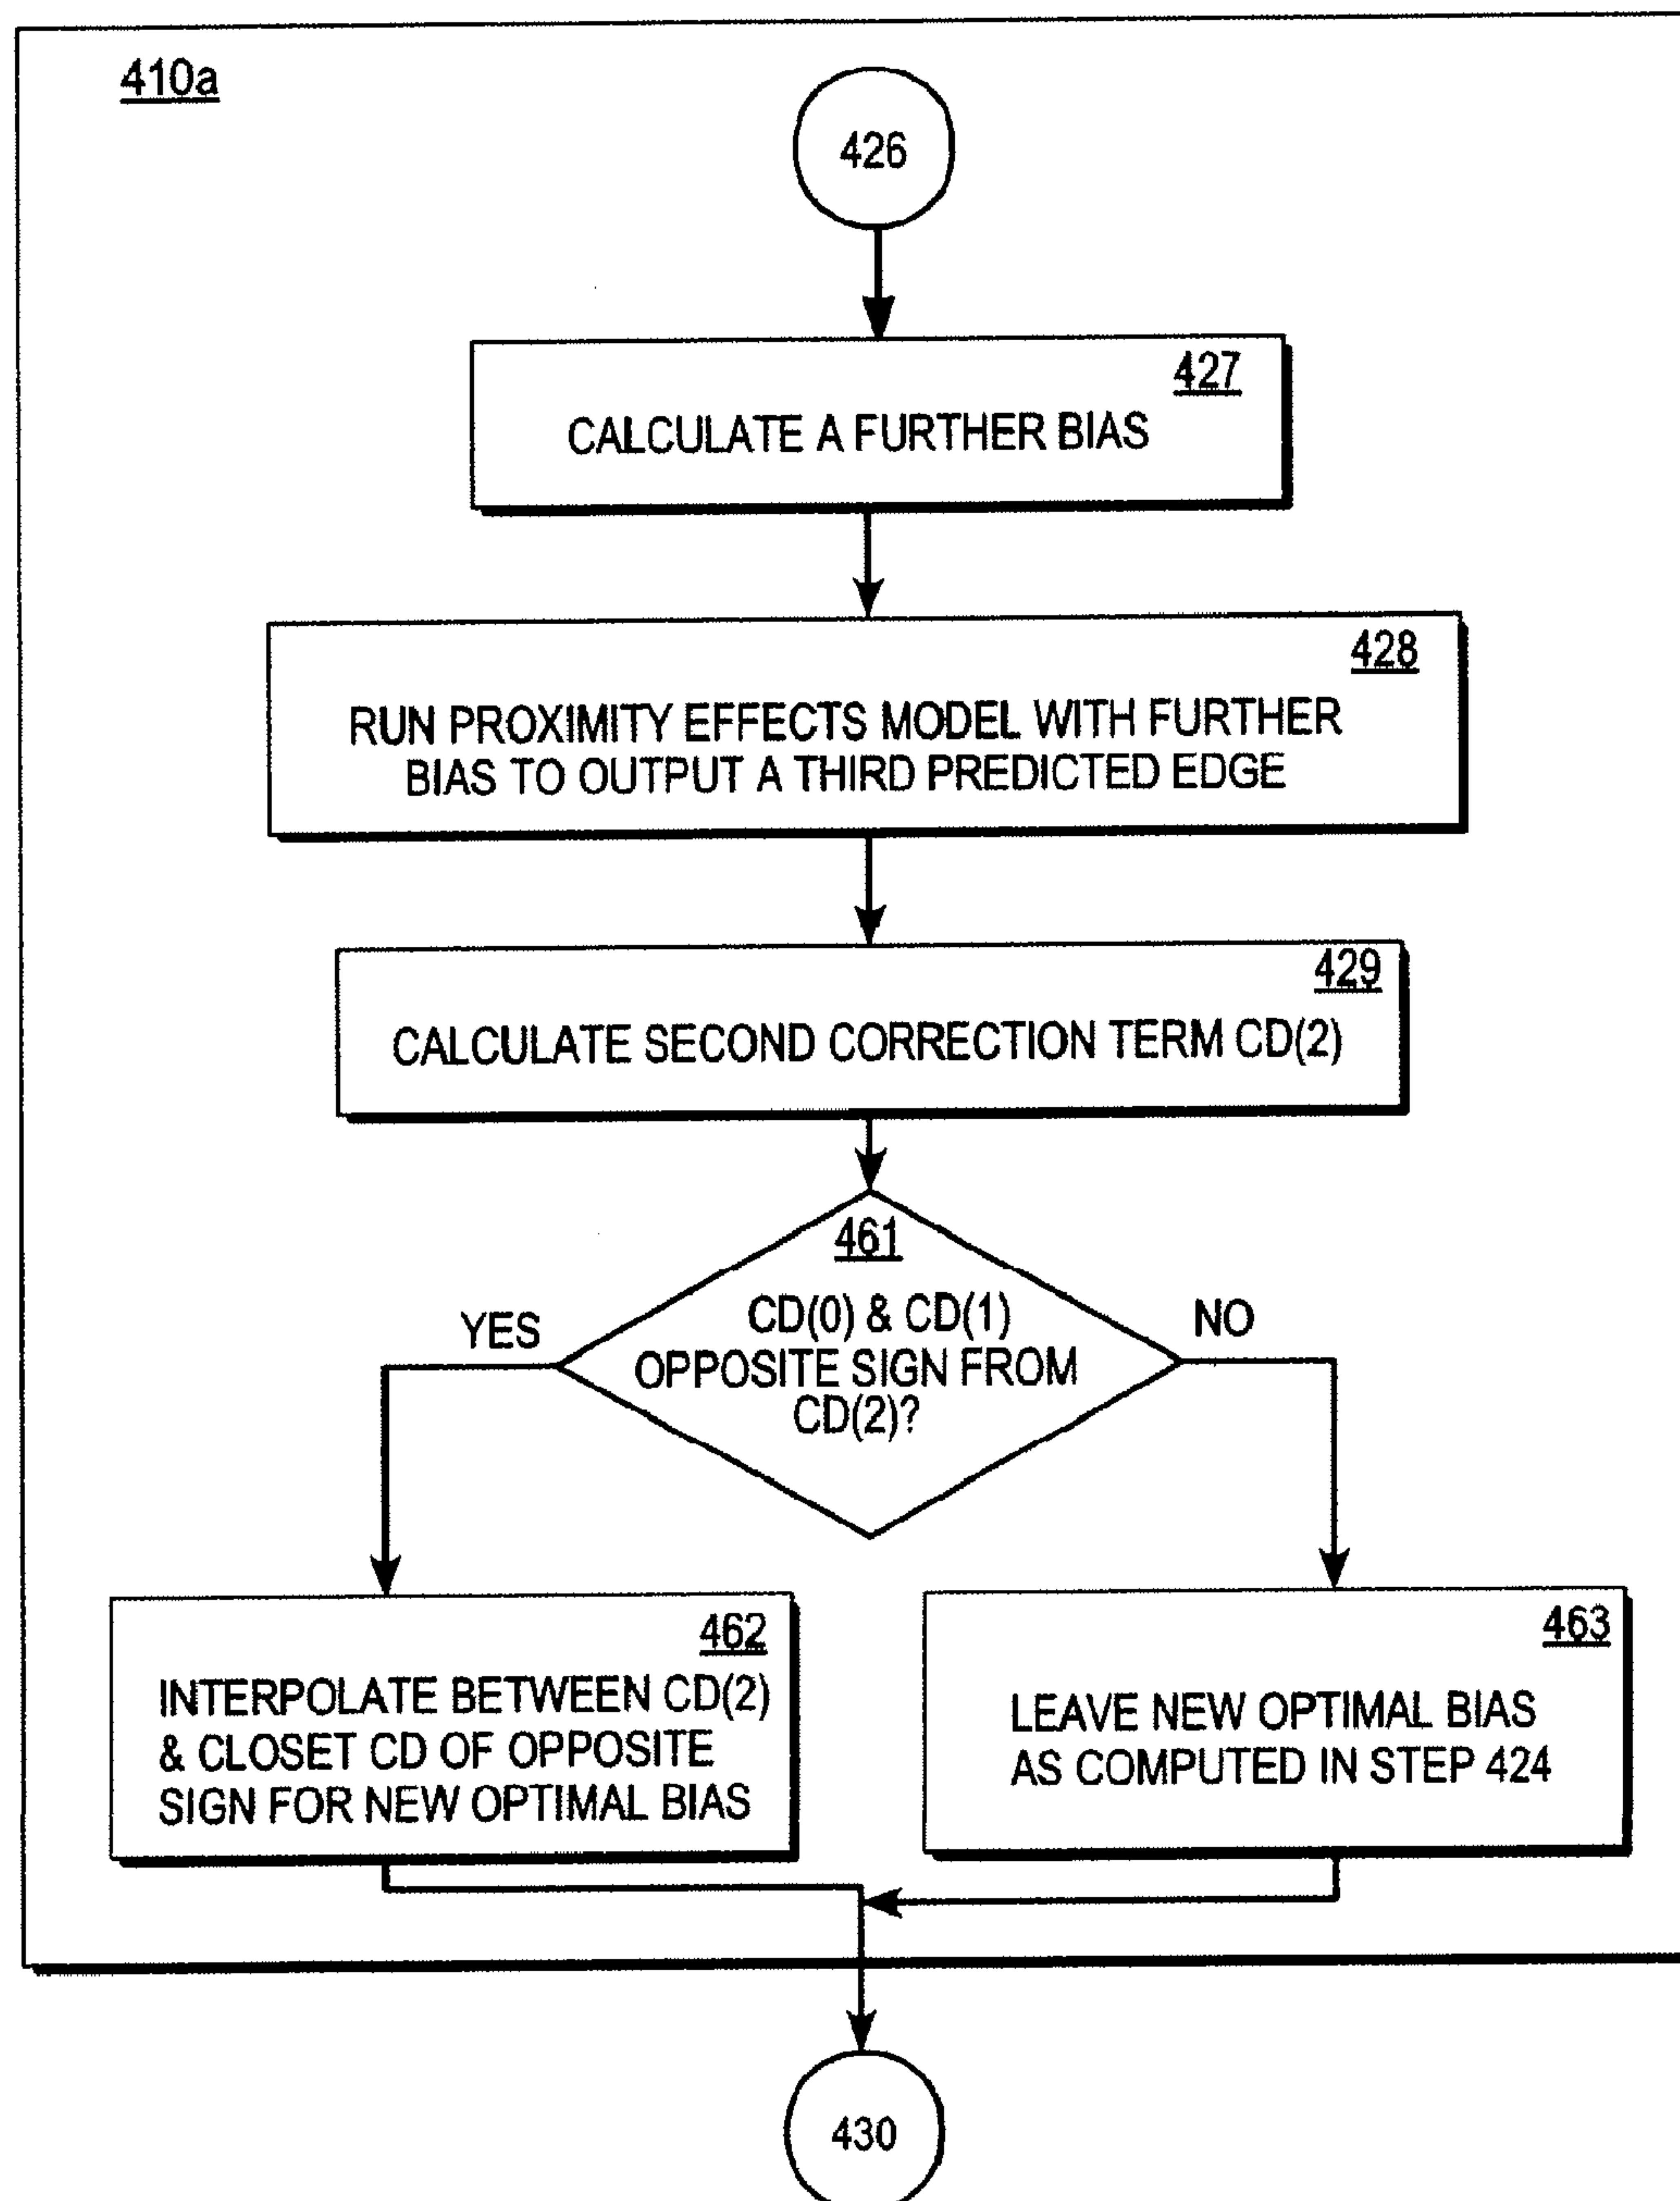 410a
426
427
CALCULATE A FURTHER BIAS
428
RUN PROXIMITY EFFECTS MODEL WITH FURTHER
BIAS TO OUTPUT A THIRD PREDICTED EDGE
429
CALCULATE SECOND CORRECTION TERM CD(2)
461
CD(0) & CD(1)
OPPOSITE SIGN FROM
CD(2)?
YES
NO
462
INTERPOLATE BETWEEN CD(2)
& CLOSET CD OF OPPOSITE
SIGN FOR NEW OPTIMAL BIAS
463
LEAVE NEW OPTIMAL BIAS
AS COMPUTED IN STEP 424
430